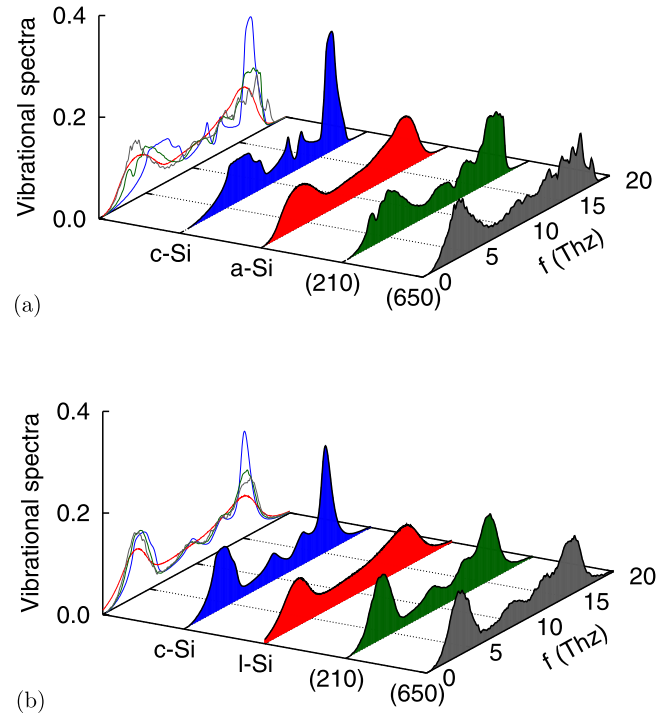 0.4
Vibrational spectra
0.2
0.0
c-Si
a-Si
(210)
(650)
0
5
10
15
20
f (Thz)
(a)
0.4
Vibrational spectra
0.2
0.0
c-Si
l-Si
(210)
(650)
0
5
10
15
20
f (Thz)
(b)